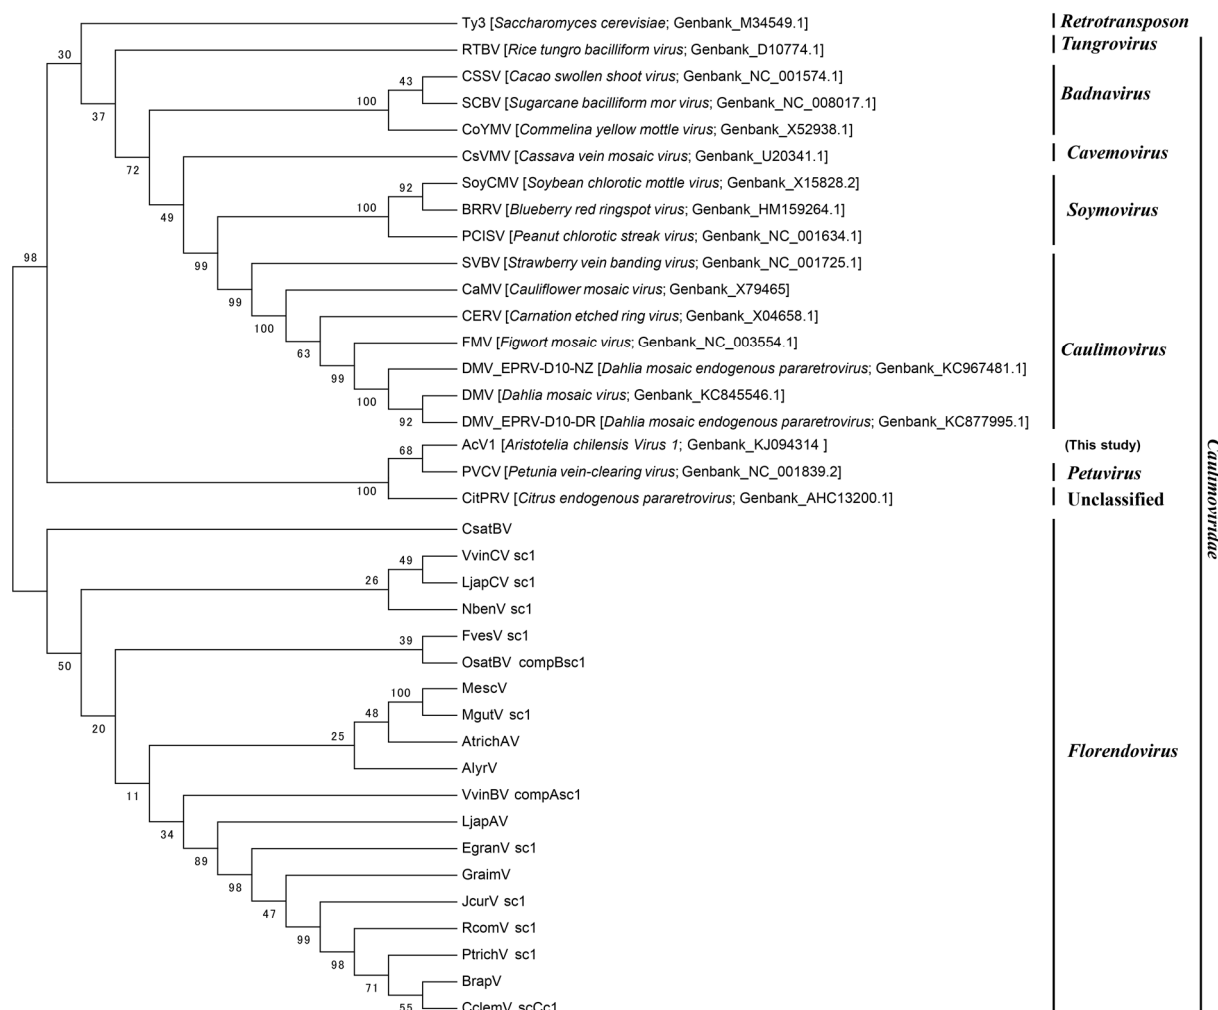 Ty3 [Saccharomyces cerevisiae; Genbank_M34549.1] Retrotransposon
30
RTBV [Rice tungro bacilliform virus; Genbank_D10774.1] Tungrovirus
CSSV [Cacao swollen shoot virus; Genbank_NC_001574.1]
43
SCBV [Sugarcane bacilliform mor virus; Genbank_NC_008017.1] Badnavirus
100
37
CoYMV [Commelina yellow mottle virus; Genbank_X52938.1]
CsVMV [Cassava vein mosaic virus; Genbank_U20341.1] Cavemovirus
72
SoyCMV [Soybean chlorotic mottle virus; Genbank_X15828.2]
92
BRRV [Blueberry red ringspot virus; Genbank_HM159264.1] Soymovirus
100
49
PCISV [Peanut chlorotic streak virus; Genbank_NC_001634.1]
98
SVBV [Strawberry vein banding virus; Genbank_NC_001725.1]
99
CaMV [Cauliflower mosaic virus; Genbank_X79465]
99
CERV [Carnation etched ring virus; Genbank_X04658.1]
100
FMV [Figwort mosaic virus; Genbank_NC_003554.1] Caulimovirus
63
DMV_EPRV-D10-NZ [Dahlia mosaic endogenous pararetrovirus; Genbank_KC967481.1]
99
DMV [Dahlia mosaic virus; Genbank_KC845546.1]
100
DMV_EPRV-D10-DR [Dahlia mosaic endogenous pararetrovirus; Genbank_KC877995.1]
92
AcV1 [Aristotelia chilensis Virus 1; Genbank_KJ094314 ] (This study)
68
PVCV [Petunia vein-clearing virus; Genbank_NC_001839.2] Petuvirus
100
CitPRV [Citrus endogenous pararetrovirus; Genbank_AHC13200.1] Unclassified
Caulimoviridae
CsatBV
VvinCV sc1
49
LjapCV sc1
26
NbenV sc1
FvesV sc1
39
OsatBV compBsc1
50
MescV
100
MgutV sc1
48
20
AtrichAV
25
AlyrV
Florendovirus
VvinBV compAsc1
11
LjapAV
34
EgranV sc1
89
GraimV
98
JcurV sc1
47
RcomV sc1
99
PtrichV sc1
98
BrapV
71
CclemV scCc1
55